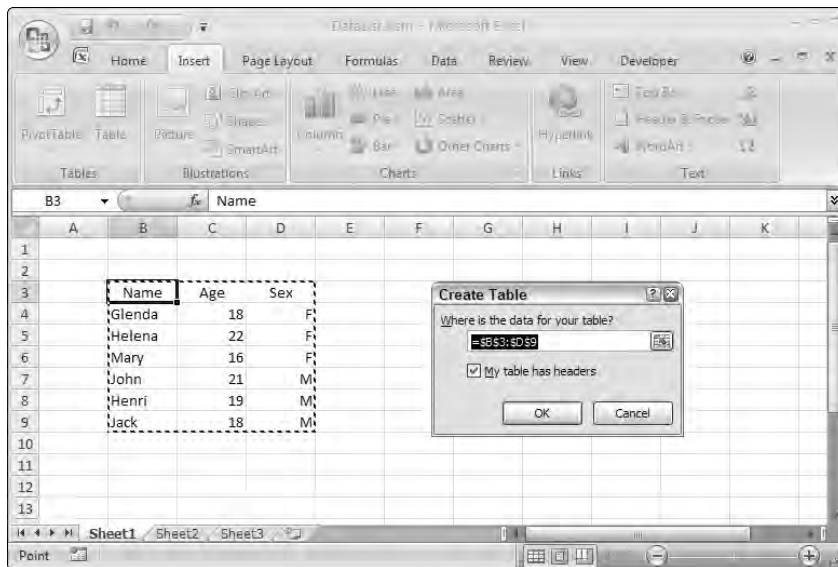 DataList.xlsm - Microsoft Excel
Home Insert Page Layout Formulas Data Review View Developer
PivotTable Table Picture Clip Art Shapes SmartArt Column Line Pie Bar Area Scatter Other Charts Hyperlink Text Box Header & Footer WordArt
Tables Illustrations Charts Links Text
B3 fx Name
A B C D E F G H I J K
1
2
3 Name Age Sex
4 Glenda 18 F
5 Helena 22 F
6 Mary 16 F
7 John 21 M
8 Henri 19 M
9 Jack 18 M
10
11
12
13
Create Table
Where is the data for your table?
=$B$3:$D$9
My table has headers
OK Cancel
Sheet1 Sheet2 Sheet3
Point